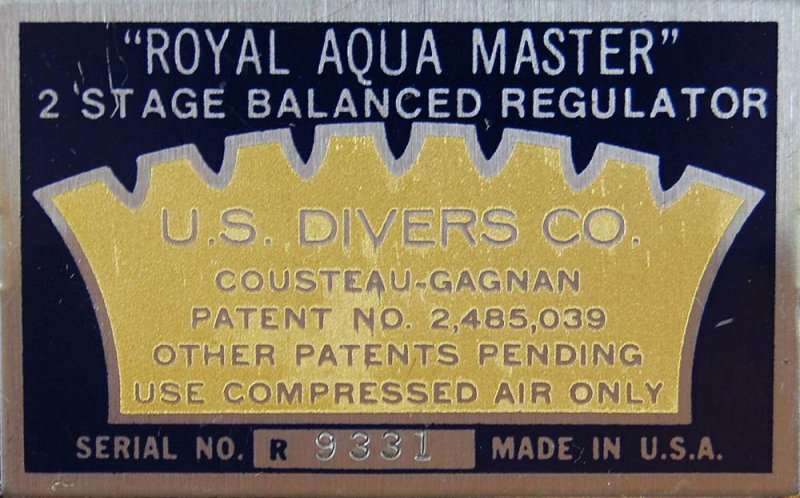 "ROYAL AQUA MASTER"
2 STAGE BALANCED REGULATOR
U.S. DIVERS CO.
COUSTEAU-GAGNAN
PATENT NO. 2,485,039
OTHER PATENTS PENDING
USE COMPRESSED AIR ONLY
SERIAL NO. R 9331 MADE IN U.S.A.